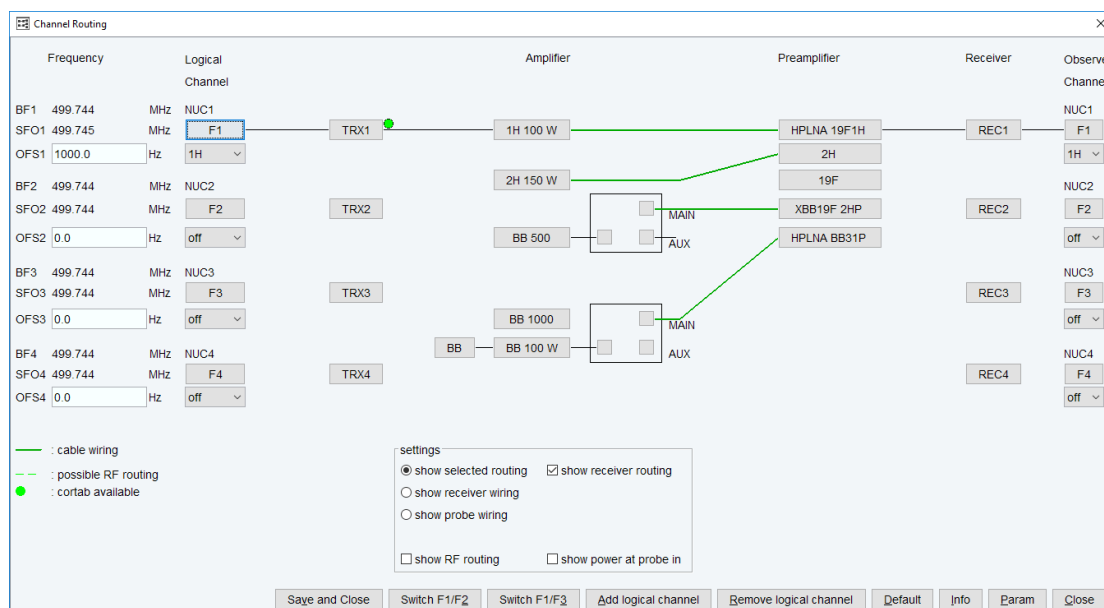 Channel Routing
Frequency Logical Channel Amplifier Preamplifier Receiver Observe Channe
BF1 499.744 MHz NUC1 NUC1
SFO1 499.745 MHz F1 TRX1 1H 100 W HPLNA 19F1H REC1 F1
OFS1 1000.0 Hz 1H 2H 1H
BF2 499.744 MHz NUC2 2H 150 W 19F NUC2
SFO2 499.744 MHz F2 TRX2 MAIN XBB19F 2HP REC2 F2
OFS2 0.0 Hz off BB 500 AUX HPLNA BB31P off
BF3 499.744 MHz NUC3 NUC3
SFO3 499.744 MHz F3 TRX3 REC3 F3
OFS3 0.0 Hz off BB 1000 MAIN off
BF4 499.744 MHz NUC4 BB BB 100 W AUX NUC4
SFO4 499.744 MHz F4 TRX4 REC4 F4
OFS4 0.0 Hz off off
: cable wiring
: possible RF routing
: cortab available
settings
show selected routing show receiver routing
show receiver wiring
show probe wiring
show RF routing show power at probe in
Save and Close Switch F1/F2 Switch F1/F3 Add logical channel Remove logical channel Default Info Param Close